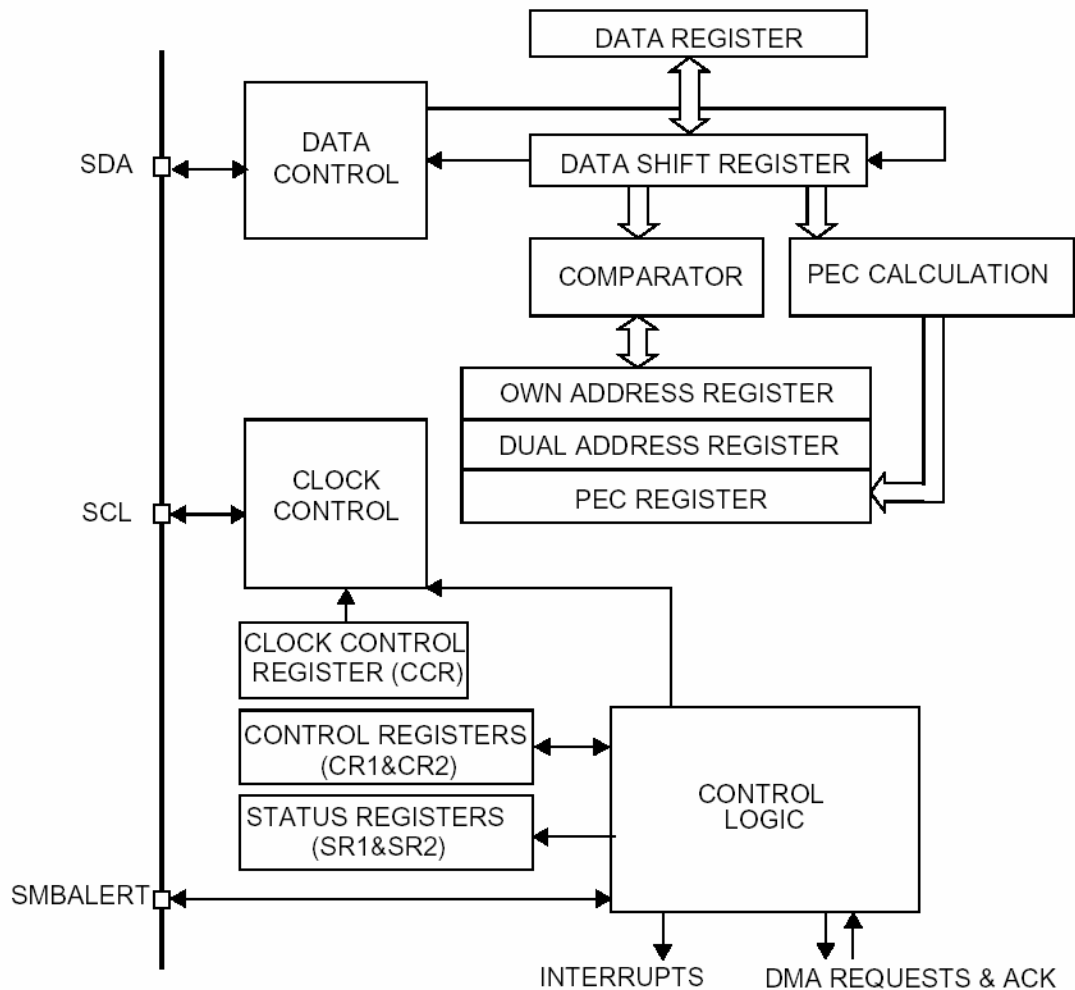 DATA REGISTER
DATA
CONTROL
SDA
DATA SHIFT REGISTER
COMPARATOR
PEC CALCULATION
OWN ADDRESS REGISTER
DUAL ADDRESS REGISTER
PEC REGISTER
CLOCK
CONTROL
SCL
CLOCK CONTROL
REGISTER (CCR)
CONTROL REGISTERS
(CR1&CR2)
STATUS REGISTERS
(SR1&SR2)
CONTROL
LOGIC
SMBALERT
INTERRUPTS
DMA REQUESTS & ACK